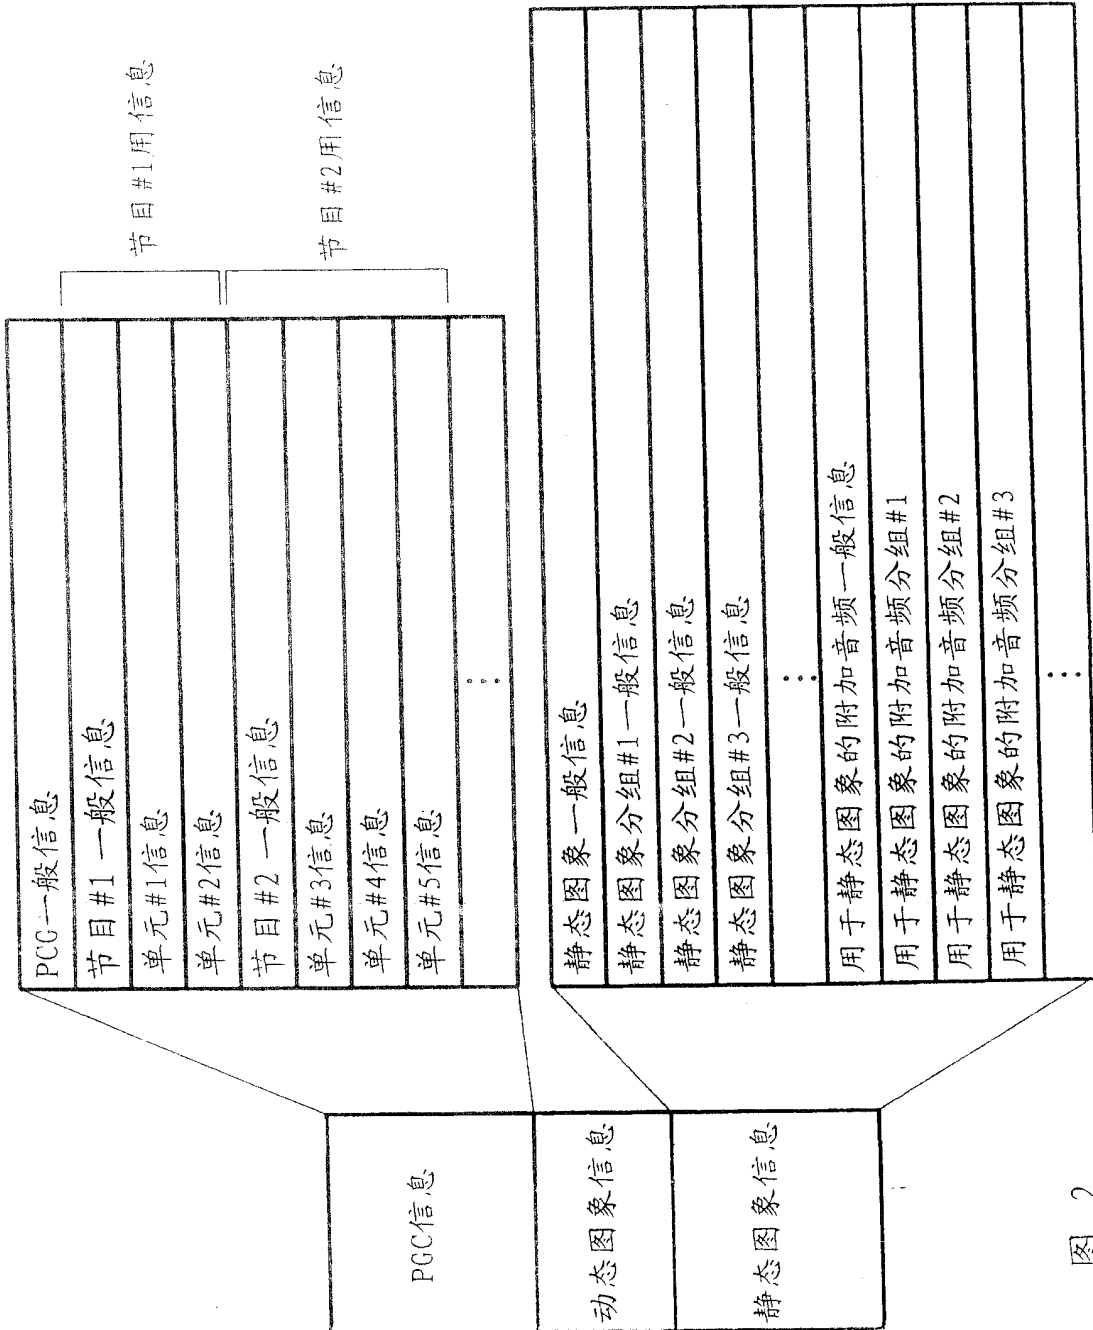 PGC信息
动态图象信息
静态图象信息
PCG一般信息
节目#1 一般信息
单元#1信息
单元#2信息
节目#2 一般信息
单元#3信息
单元#4信息
单元#5信息
⋮
节目#1用信息
节目#2用信息
静态图象一般信息
静态图象分组#1一般信息
静态图象分组#2一般信息
静态图象分组#3一般信息
⋮
用于静态图象的附加音频一般信息
用于静态图象的附加音频分组#1
用于静态图象的附加音频分组#2
用于静态图象的附加音频分组#3
⋮
图 2